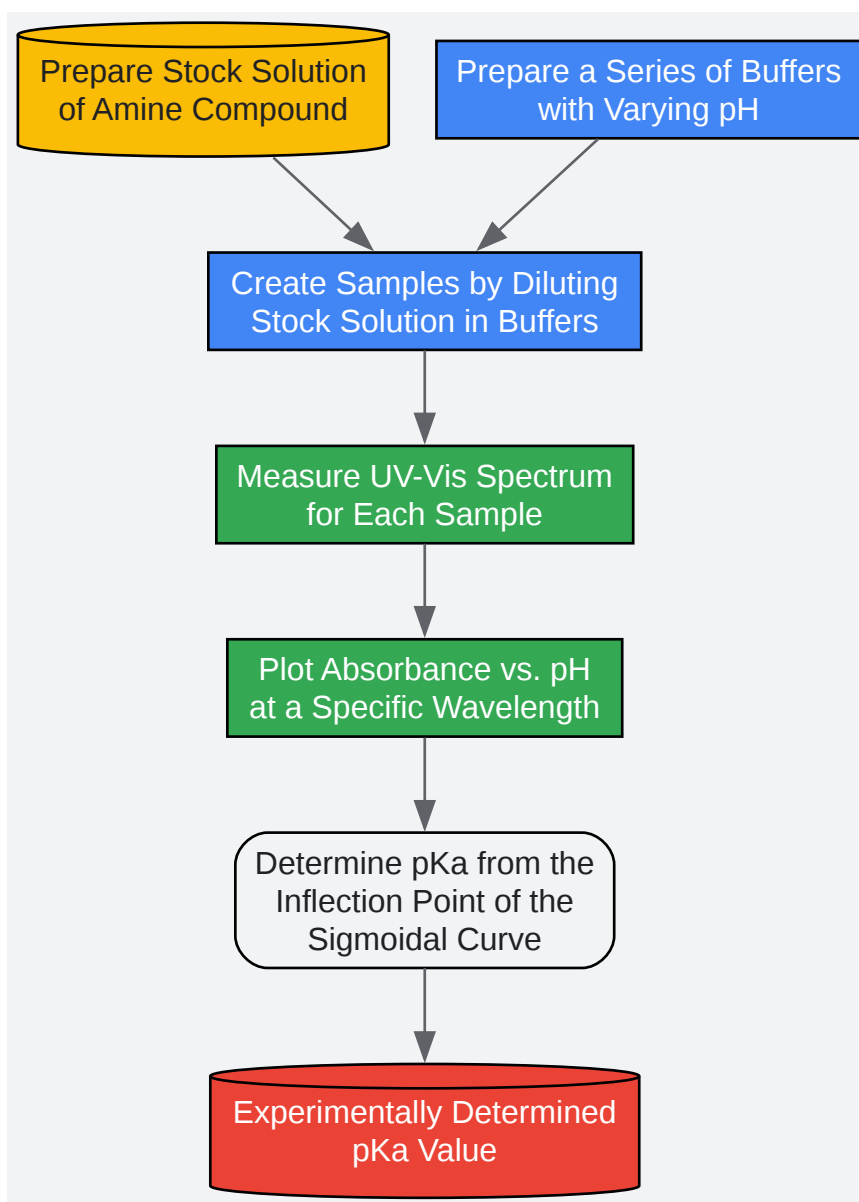 Prepare Stock Solution
of Amine Compound
Prepare a Series of Buffers
with Varying pH
Create Samples by Diluting
Stock Solution in Buffers
Measure UV-Vis Spectrum
for Each Sample
Plot Absorbance vs. pH
at a Specific Wavelength
Determine pKa from the
Inflection Point of the
Sigmoidal Curve
Experimentally Determined
pKa Value